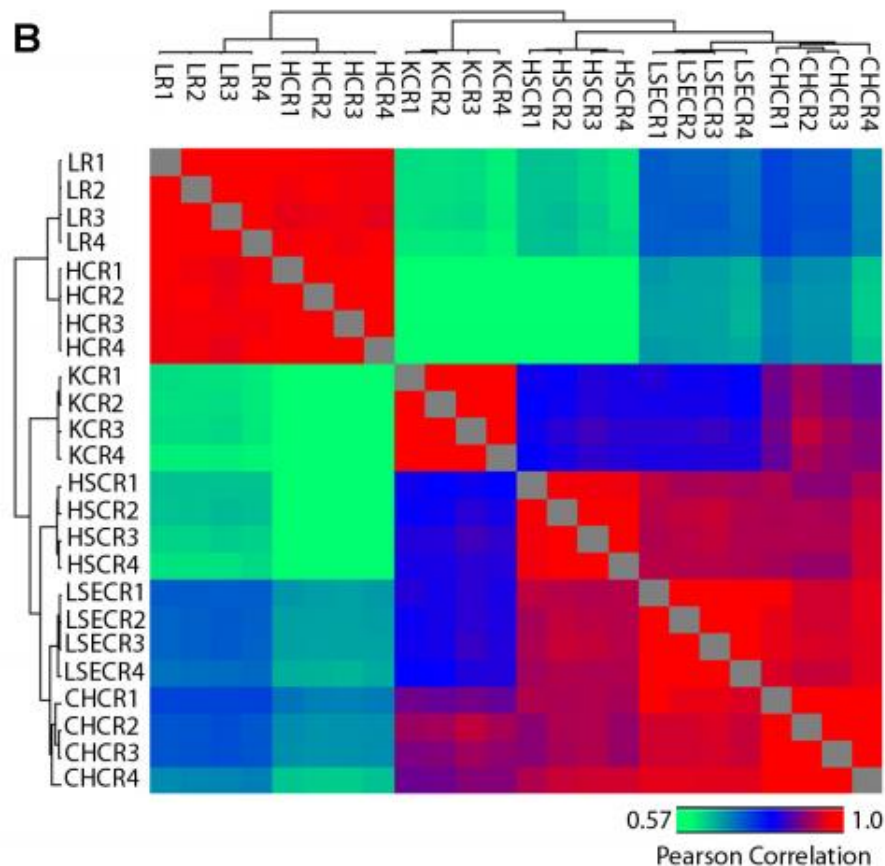 B
LR1
LR2
LR3
LR4
HCR1
HCR2
HCR3
HCR4
KCR1
KCR2
KCR3
KCR4
HSCR1
HSCR2
HSCR3
HSCR4
LSECR1
LSECR2
LSECR3
LSECR4
CHCR1
CHCR2
CHCR3
CHCR4
LR1
LR2
LR3
LR4
HCR1
HCR2
HCR3
HCR4
KCR1
KCR2
KCR3
KCR4
HSCR1
HSCR2
HSCR3
HSCR4
LSECR1
LSECR2
LSECR3
LSECR4
CHCR1
CHCR2
CHCR3
CHCR4
0.57 1.0
Pearson Correlation